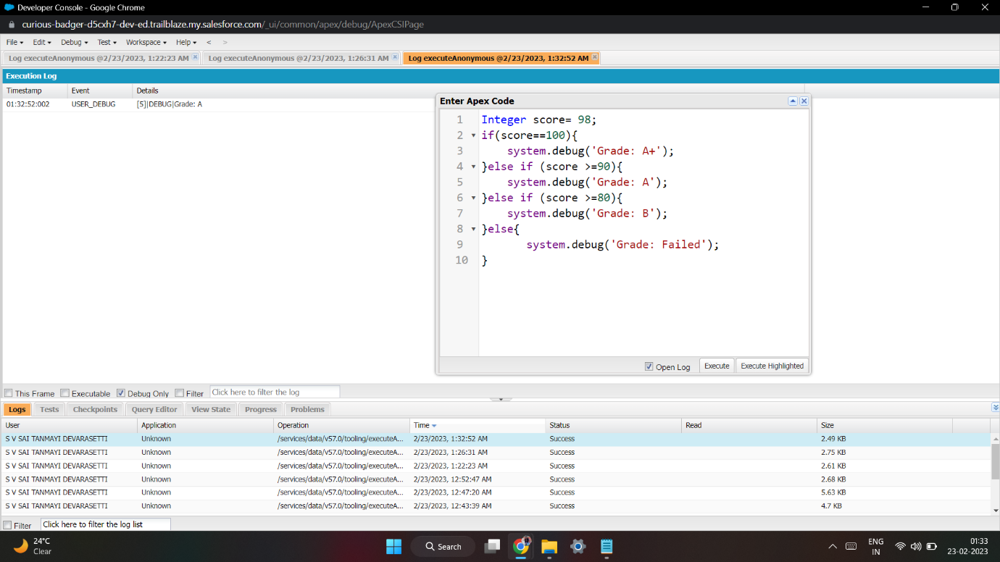 Developer Console - Google Chrome
curious-badger-d5cxh7-dev-ed.trailblaze.my.salesforce.com/_ui/common/apex/debug/ApexCSIPage
File Edit Debug Test Workspace Help < >
Log executeAnonymous @2/23/2023, 1:22:23 AM Log executeAnonymous @2/23/2023, 1:26:31 AM Log executeAnonymous @2/23/2023, 1:32:52 AM
Execution Log
Timestamp Event Details
01:32:52:002 USER_DEBUG [5]|DEBUG|Grade: A
Enter Apex Code
1 Integer score= 98;
2 if(score==100){
3 system.debug('Grade: A+');
4 }else if (score >=90){
5 system.debug('Grade: A');
6 }else if (score >=80){
7 system.debug('Grade: B');
8 }else{
9 system.debug('Grade: Failed');
10 }
Open Log Execute Execute Highlighted
This Frame Executable Debug Only Filter Click here to filter the log
Logs Tests Checkpoints Query Editor View State Progress Problems
User Application Operation Time Status Read Size
S V SAI TANMAYI DEVARASETTI Unknown /services/data/v57.0/tooling/executeA... 2/23/2023, 1:32:52 AM Success 2.49 KB
S V SAI TANMAYI DEVARASETTI Unknown /services/data/v57.0/tooling/executeA... 2/23/2023, 1:26:31 AM Success 2.75 KB
S V SAI TANMAYI DEVARASETTI Unknown /services/data/v57.0/tooling/executeA... 2/23/2023, 1:22:23 AM Success 2.61 KB
S V SAI TANMAYI DEVARASETTI Unknown /services/data/v57.0/tooling/executeA... 2/23/2023, 12:52:47 AM Success 2.68 KB
S V SAI TANMAYI DEVARASETTI Unknown /services/data/v57.0/tooling/executeA... 2/23/2023, 12:47:20 AM Success 5.63 KB
S V SAI TANMAYI DEVARASETTI Unknown /services/data/v57.0/tooling/executeA... 2/23/2023, 12:43:39 AM Success 4.7 KB
Filter Click here to filter the log list
24°C
Clear
Search
ENG
IN
01:33
23-02-2023